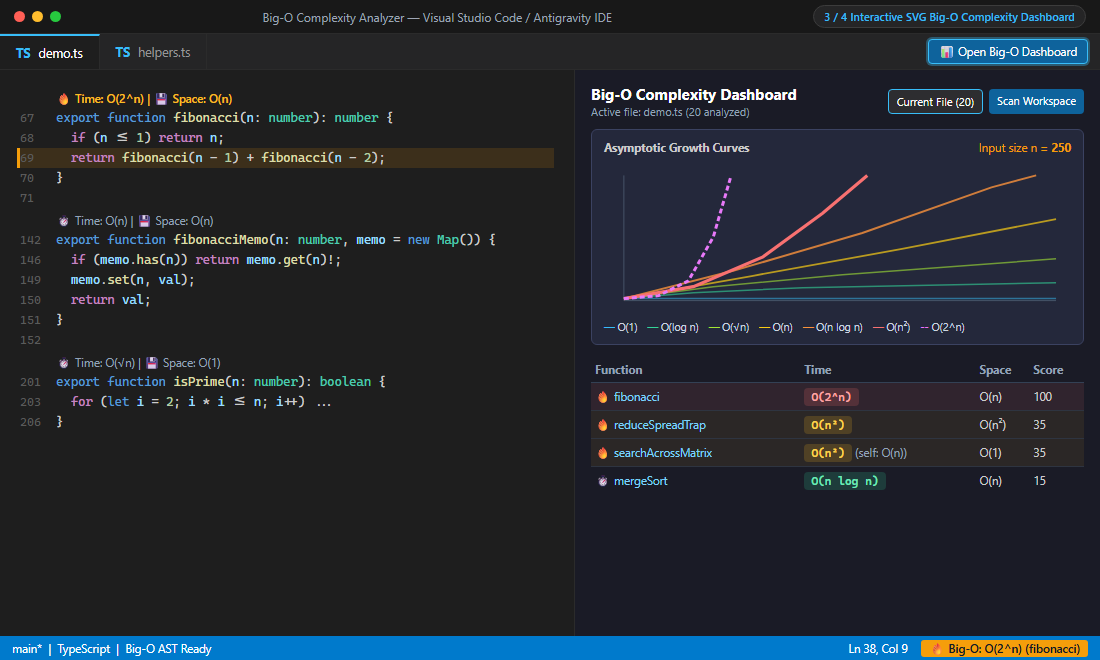 Big-O Complexity Analyzer — Visual Studio Code / Antigravity IDE
3 / 4 Interactive SVG Big-O Complexity Dashboard
TS demo.ts
TS helpers.ts
📊 Open Big-O Dashboard
🔥 Time: O(2^n) | 💾 Space: O(n)
67 export function fibonacci(n: number): number {
68 if (n ≤ 1) return n;
69 return fibonacci(n - 1) + fibonacci(n - 2);
70 }
71
Time: O(n) | 💾 Space: O(n)
142 export function fibonacciMemo(n: number, memo = new Map()) {
146 if (memo.has(n)) return memo.get(n)!;
149 memo.set(n, val);
150 return val;
151 }
152
Time: O(√n) | 💾 Space: O(1)
201 export function isPrime(n: number): boolean {
203 for (let i = 2; i * i ≤ n; i++) ...
206 }
Big-O Complexity Dashboard
Active file: demo.ts (20 analyzed)
Current File (20)
Scan Workspace
Asymptotic Growth Curves
Input size n = 250
— O(1) — O(log n) — O(√n) — O(n) — O(n log n) — O(n²) -- O(2^n)
Function Time Space Score
🔥 fibonacci O(2^n) O(n) 100
🔥 reduceSpreadTrap O(n²) O(n²) 35
🔥 searchAcrossMatrix O(n²) (self: O(n)) O(1) 35
mergeSort O(n log n) O(n) 15
main* | TypeScript | Big-O AST Ready
Ln 38, Col 9
🔥 Big-O: O(2^n) (fibonacci)